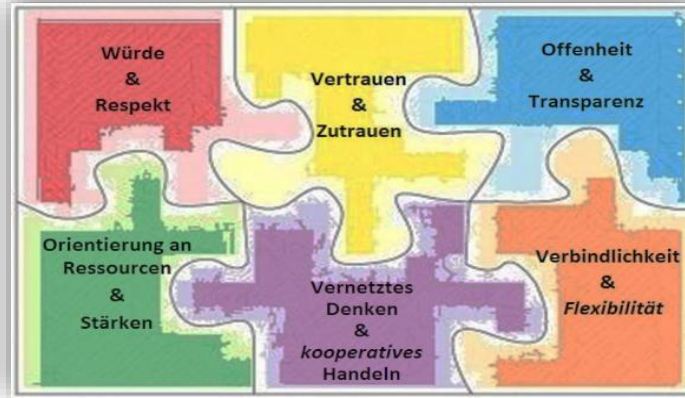 Würde
&
Respekt
Vertrauen
&
Zutrauen
Offenheit
&
Transparenz
Orientierung an
Ressourcen
&
Stärken
Vernetztes
Denken
&
kooperatives
Handeln
Verbindlichkeit
&
Flexibilität